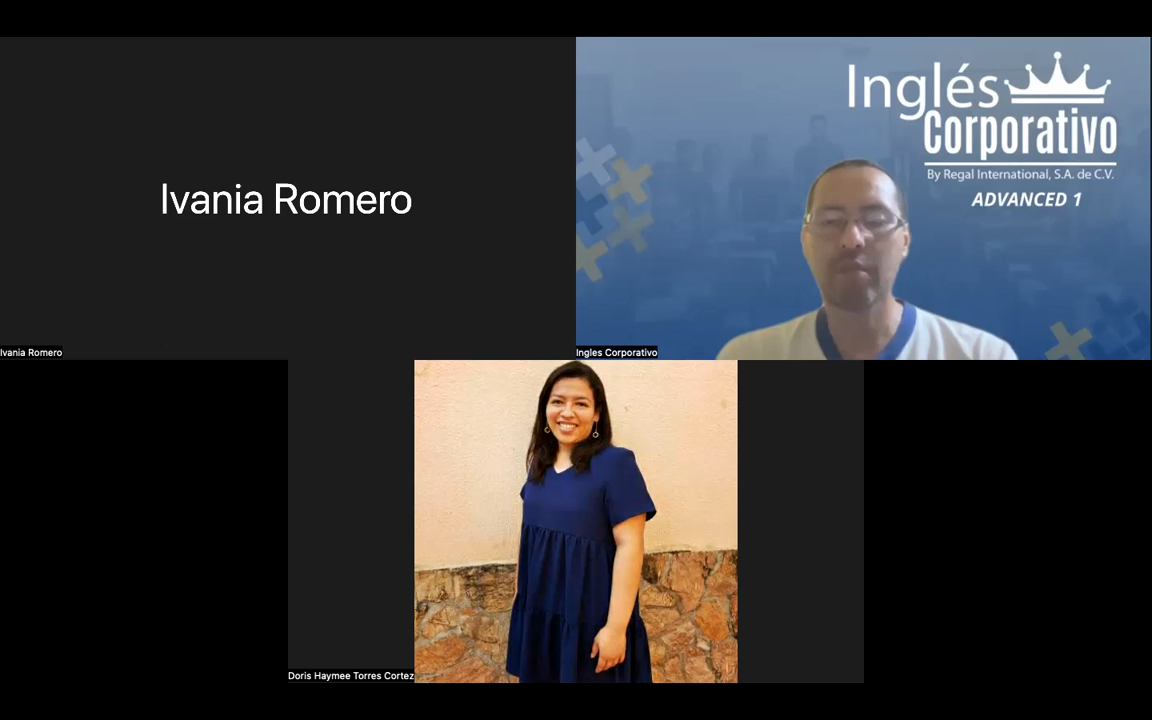 Ivania Romero
Ivania Romero
Inglés
Corporativo
By Regal International, S.A. de C.V.
ADVANCED 1
Ingles Corporativo
Doris Haymee Torres Cortez